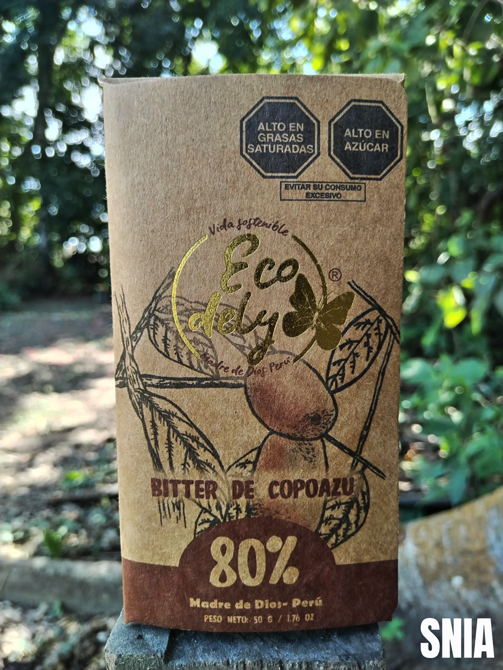 ALTO EN
GRASAS
SATURADAS
ALTO EN
AZÚCAR
EVITAR SU CONSUMO
EXCESIVO
Vida sostenible
Eco
dely
®
Madre de Dios Perú
BITTER DE COPOAZU
80%
Madre de Dios- Perú
PESO NETO: 50 G / 1.76 OZ
SNIA